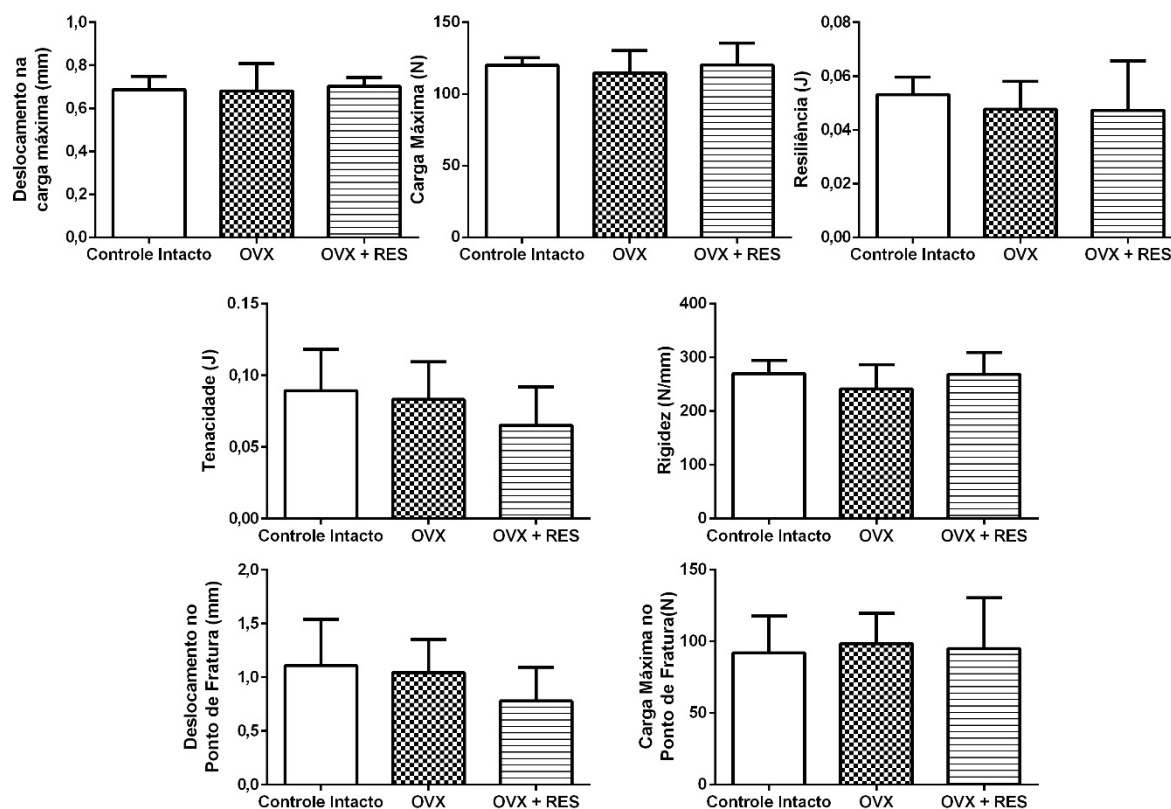 Deslocamento na
carga máxima (mm)
1,0
0,8
0,6
0,4
0,2
0,0
Controle Intacto OVX OVX + RES
Carga Máxima (N)
150
100
50
0
Controle Intacto OVX OVX + RES
Resiliência (J)
0,08
0,06
0,04
0,02
0,00
Controle Intacto OVX OVX + RES
Tenacidade (J)
0.15
0,10
0,05
0,00
Controle Intacto OVX OVX + RES
Rigidez (N/mm)
400
300
200
100
0
Controle Intacto OVX OVX + RES
Deslocamento no
Ponto de Fratura (mm)
2,0
1,5
1,0
0,5
0,0
Controle Intacto OVX OVX + RES
Carga Máxima no
Ponto de Fratura(N)
150
100
50
0
Controle Intacto OVX OVX + RES